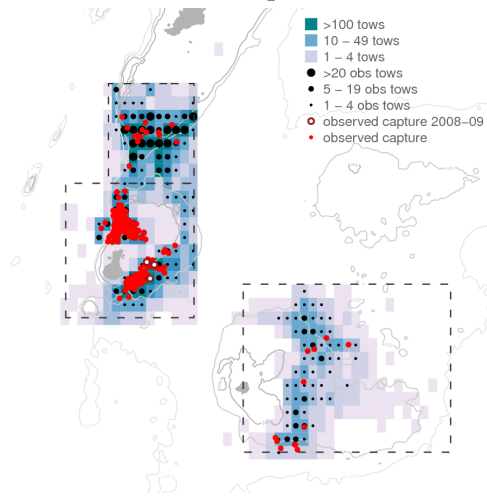 >100 tows
10 − 49 tows
1 − 4 tows
>20 obs tows
5 − 19 obs tows
1 − 4 obs tows
observed capture 2008−09
observed capture